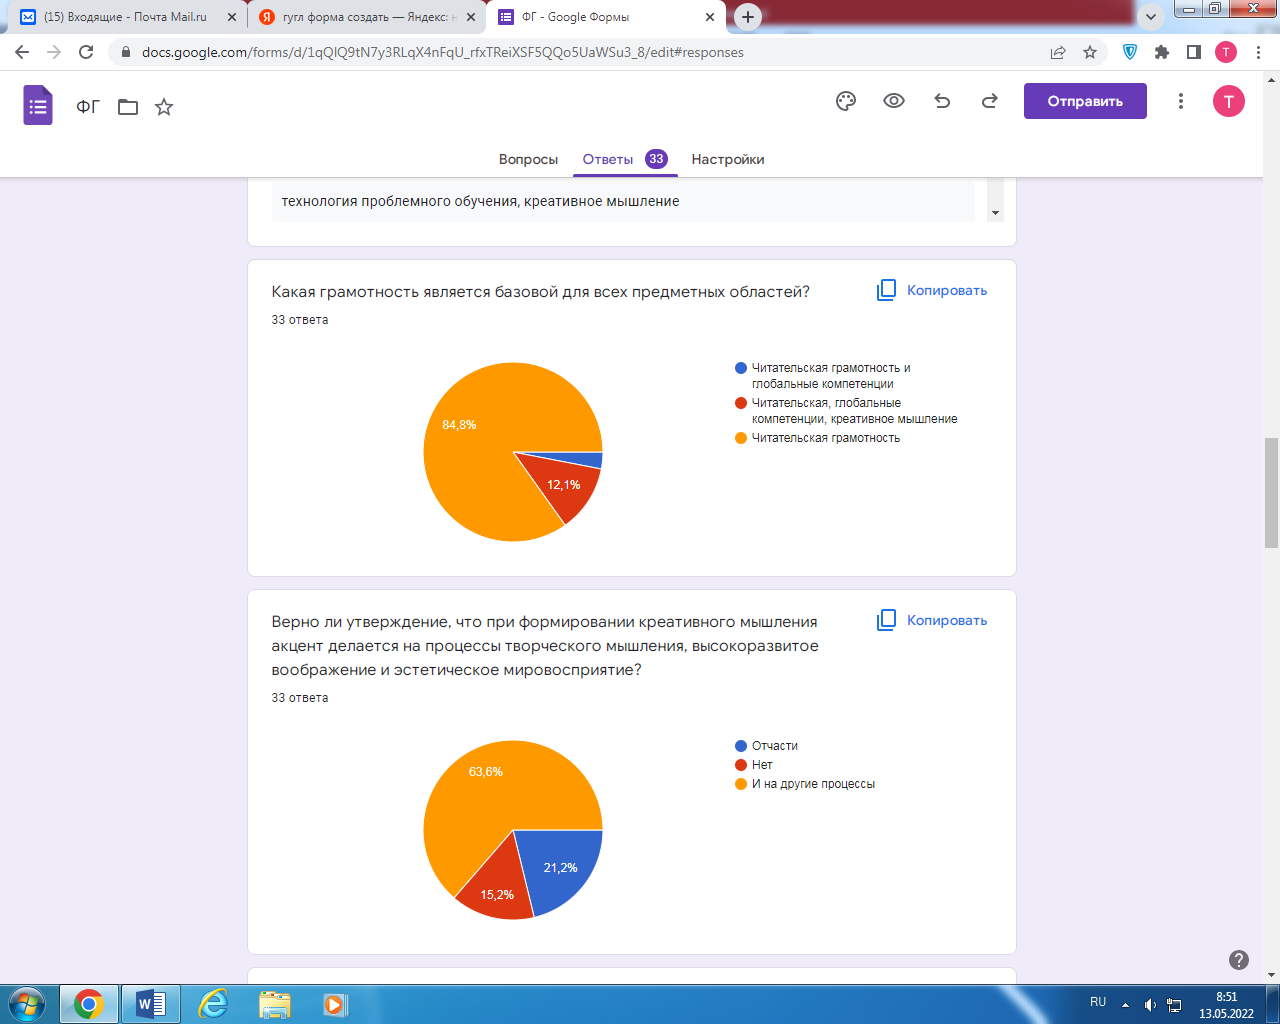 (15) Входящие - Почта Mail.ru
гугл форма создать — Яндекс:
ФГ - Google Формы
docs.google.com/forms/d/1qQIQ9tN7y3RLqX4nFqU_rfxTReiXSF5QQo5UaWSu3_8/edit#responses
T
ФГ
Отправить
T
Вопросы
Ответы 33
Настройки
технология проблемного обучения, креативное мышление
Какая грамотность является базовой для всех предметных областей?
Копировать
33 ответа
Читательская грамотность и
глобальные компетенции
Читательская, глобальные
компетенции, креативное мышление
Читательская грамотность
84,8%
12,1%
Верно ли утверждение, что при формировании креативного мышления
акцент делается на процессы творческого мышления, высокоразвитое
воображение и эстетическое мировосприятие?
Копировать
33 ответа
Отчасти
Нет
И на другие процессы
63,6%
21,2%
15,2%
RU
8:51
13.05.2022